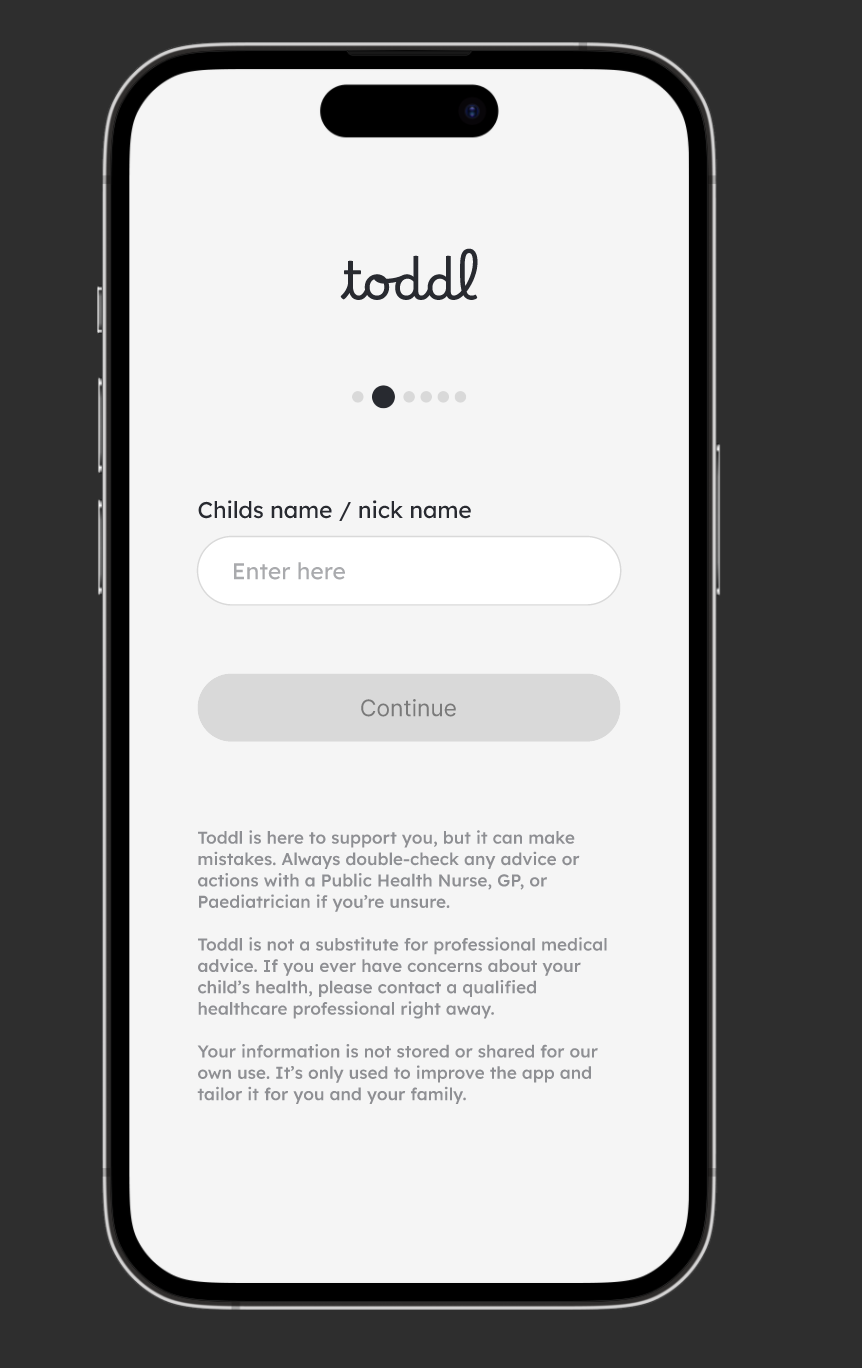 toddl
Childs name / nick name
Enter here
Continue
Toddl is here to support you, but it can make
mistakes. Always double-check any advice or
actions with a Public Health Nurse, GP, or
Paediatrician if you’re unsure.
Toddl is not a substitute for professional medical
advice. If you ever have concerns about your
child’s health, please contact a qualified
healthcare professional right away.
Your information is not stored or shared for our
own use. It’s only used to improve the app and
tailor it for you and your family.